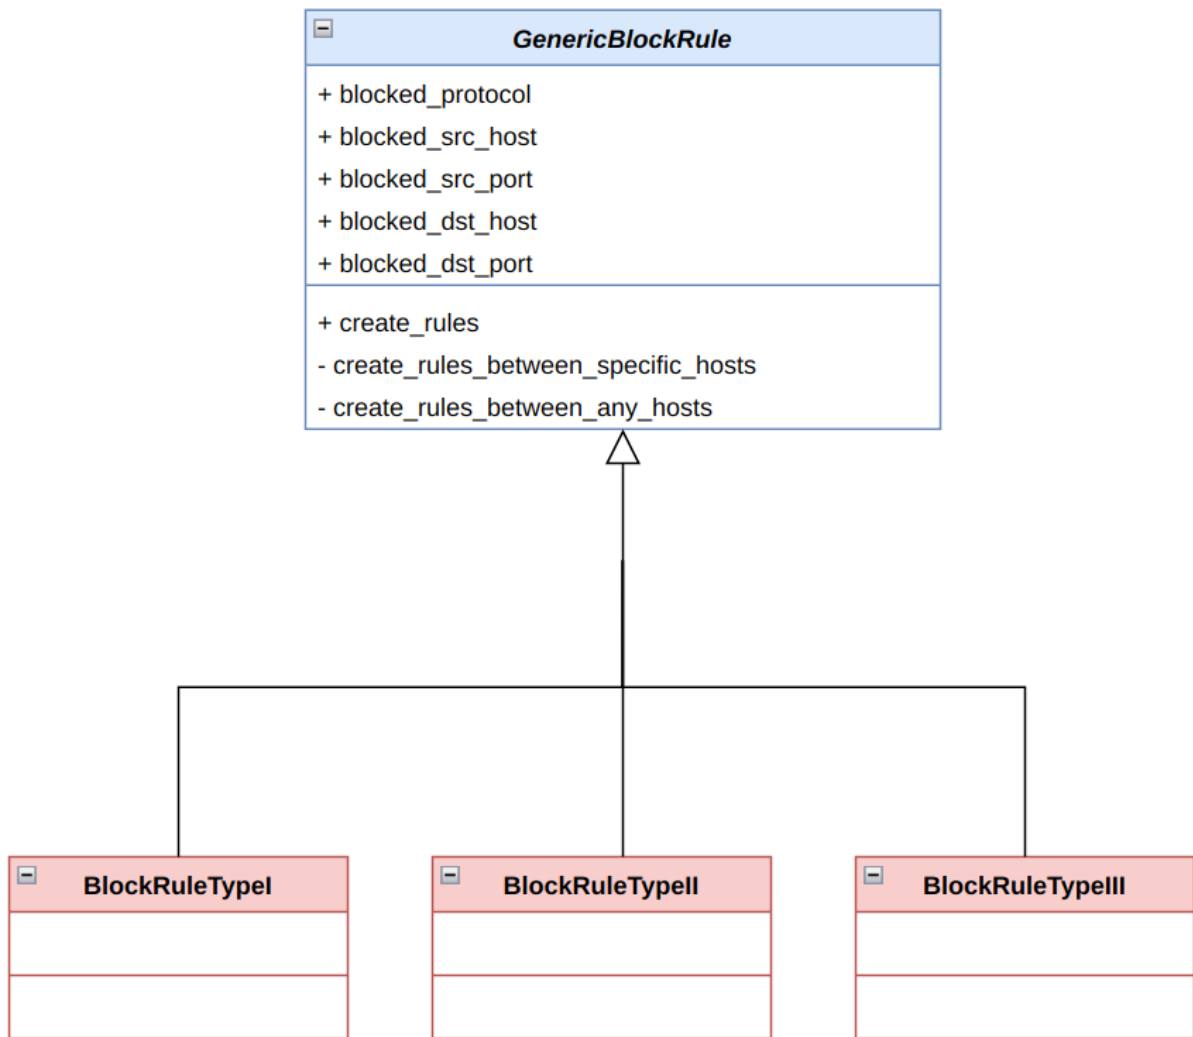 GenericBlockRule
+ blocked_protocol
+ blocked_src_host
+ blocked_src_port
+ blocked_dst_host
+ blocked_dst_port
+ create_rules
- create_rules_between_specific_hosts
- create_rules_between_any_hosts
BlockRuleTypeI
BlockRuleTypeII
BlockRuleTypeIII